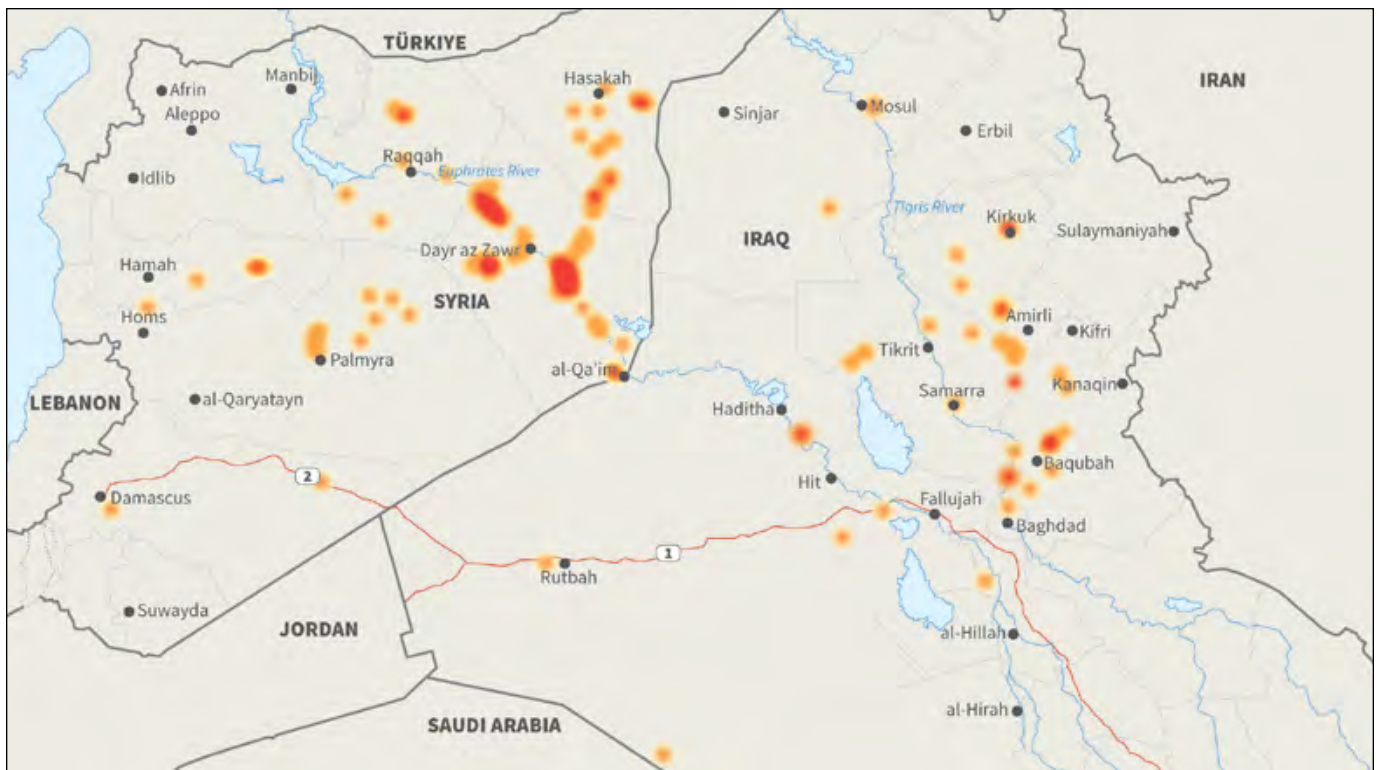 TÜRKIYE
Manbij
Hasakah
Afrin
Aleppo
Sinjar
Mosul
IRAN
Erbil
Raqqah
Euphrates River
Idlib
Tigris River
Kirkuk
Sulaymaniyah
IRAQ
Dayr az Zawr
Hamah
SYRIA
Homs
Amirli
Kifri
Palmyra
Tikrit
al-Qa'im
Kanaqin
LEBANON
al-Qaryatayn
Samarra
Haditha
Baqubah
2
Hit
Damascus
Fallujah
Baghdad
1
Rutbah
Suwayda
JORDAN
al-Hillah
al-Hirah
SAUDI ARABIA